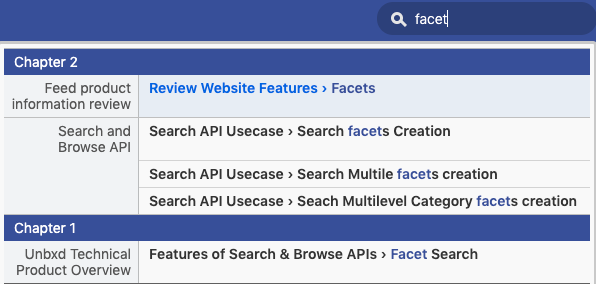 facet
Chapter 2
Feed product
information review
Review Website Features › Facets
Search and
Browse API
Search API Usecase › Search facets Creation
Search API Usecase › Search Multile facets creation
Search API Usecase › Seach Multilevel Category facets creation
Chapter 1
Unbxd Technical
Product Overview
Features of Search & Browse APIs › Facet Search